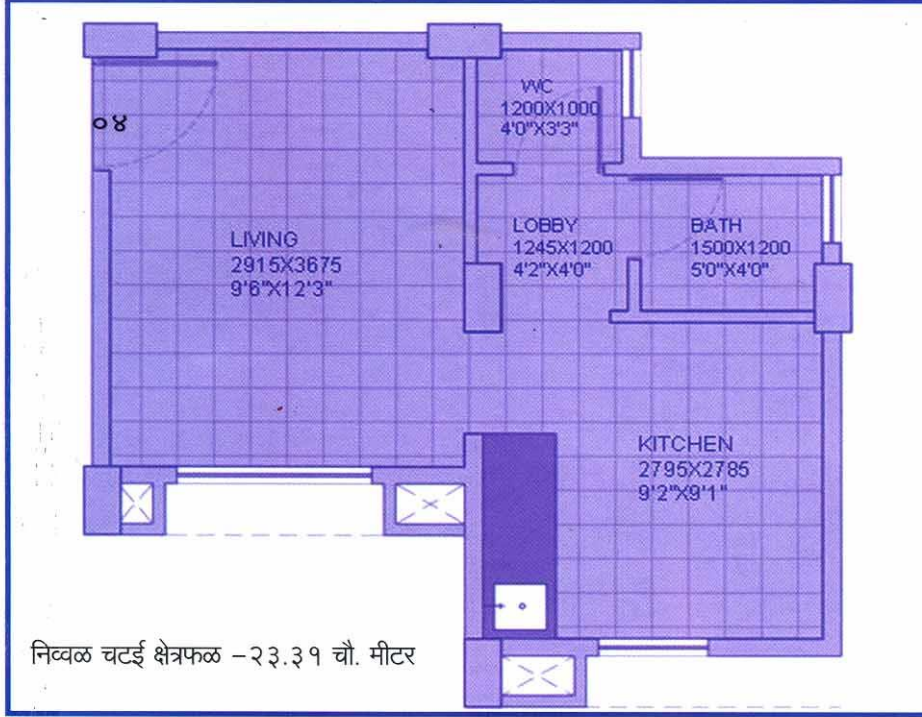 WC
1200X1000
4'0"X3'3"
०४
LIVING
2915X3675
9'6"X12'3"
LOBBY
1245X1200
4'2"X4'0"
BATH
1500X1200
5'0"X4'0"
KITCHEN
2795X2785
9'2"X9'1"
निव्वळ चटई क्षेत्रफळ –२३.३१ चौ. मीटर